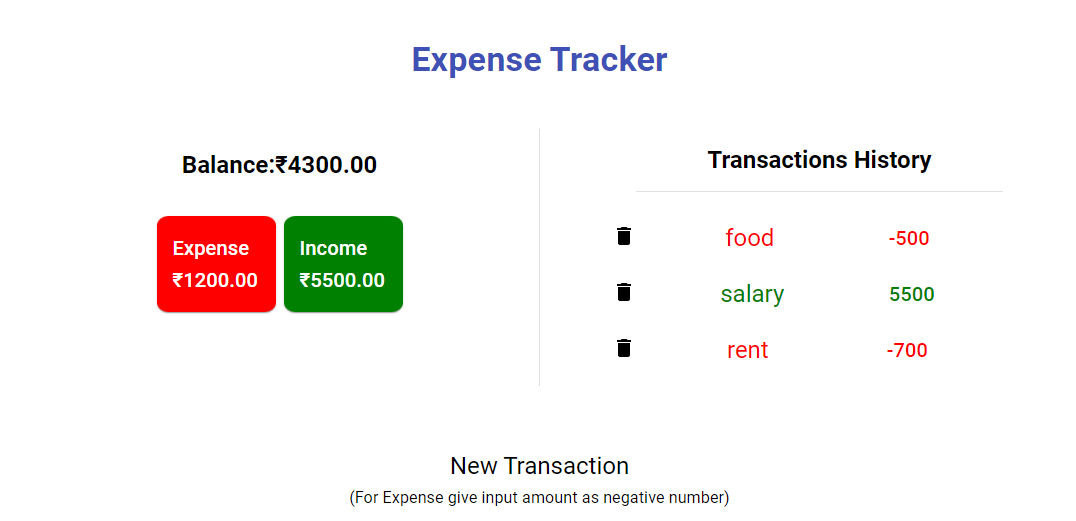 Expense Tracker
Balance:₹4300.00
Expense
₹1200.00
Income
₹5500.00
Transactions History
food -500
salary 5500
rent -700
New Transaction
(For Expense give input amount as negative number)